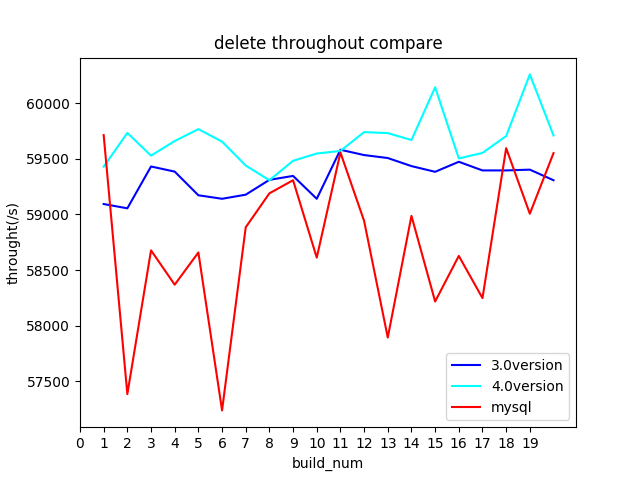 delete throughout compare
throught(/s)
60000
59500
59000
58500
58000
57500
0 1 2 3 4 5 6 7 8 9 10 11 12 13 14 15 16 17 18 19
build_num
3.0version
4.0version
mysql